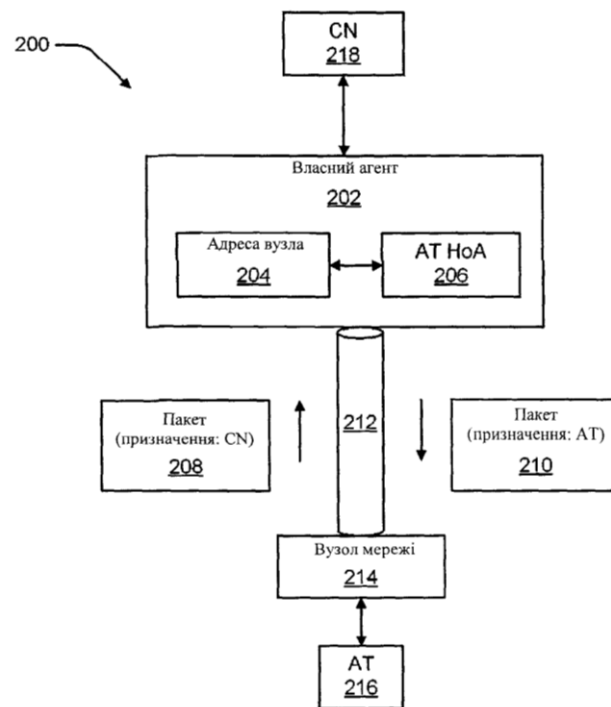 200
CN
218
Власний агент
202
Адреса вузла
204
AT HoA
206
Пакет
(призначення: CN)
208
212
Пакет
(призначення: AT)
210
Вузол мережі
214
AT
216